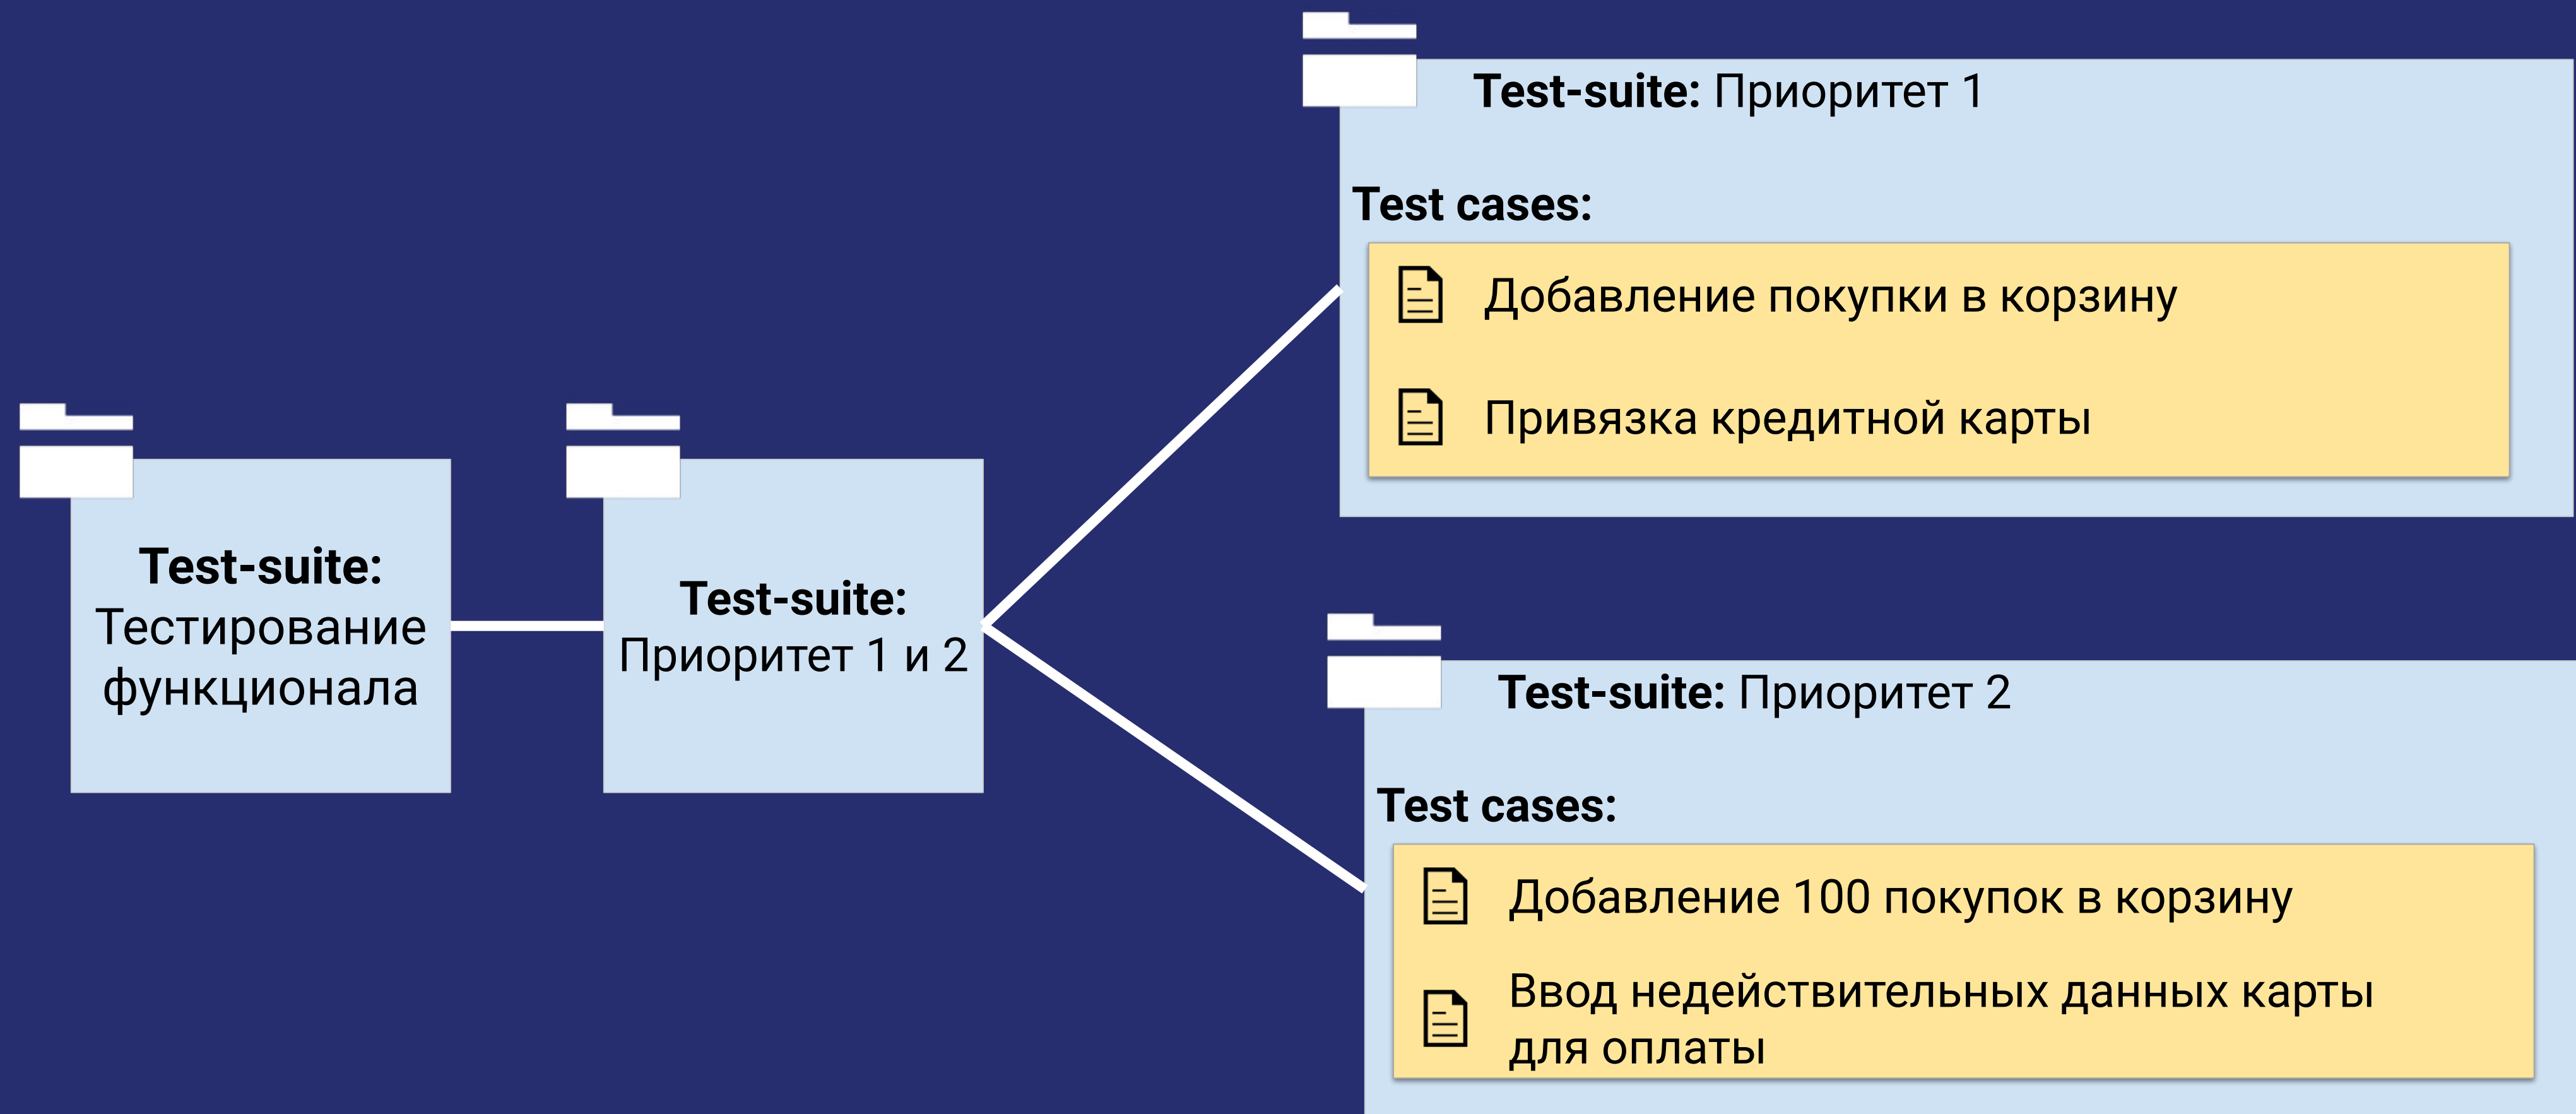 Test-suite: Приоритет 1
Test cases:
Добавление покупки в корзину
Привязка кредитной карты
Test-suite:
Тестирование
функционала
Test-suite:
Приоритет 1 и 2
Test-suite: Приоритет 2
Test cases:
Добавление 100 покупок в корзину
Ввод недействительных данных карты
для оплаты